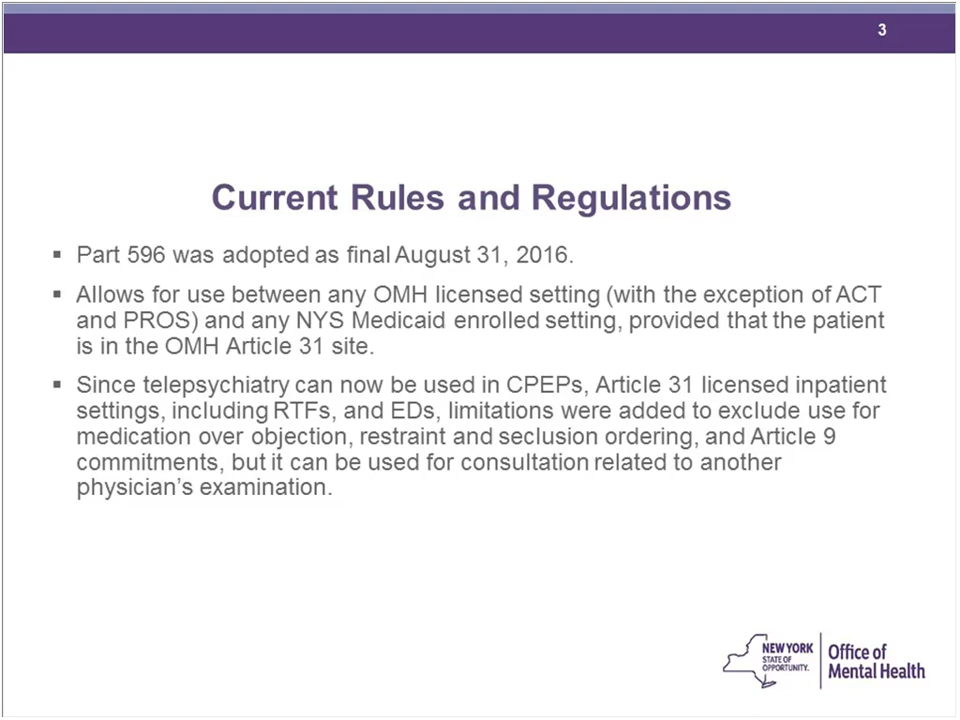 3
Current Rules and Regulations
▪ Part 596 was adopted as final August 31, 2016.
▪ Allows for use between any OMH licensed setting (with the exception of ACT
and PROS) and any NYS Medicaid enrolled setting, provided that the patient
is in the OMH Article 31 site.
▪ Since telepsychiatry can now be used in CPEPs, Article 31 licensed inpatient
settings, including RTFs, and EDs, limitations were added to exclude use for
medication over objection, restraint and seclusion ordering, and Article 9
commitments, but it can be used for consultation related to another
physician’s examination.
NEW YORK
STATE OF
OPPORTUNITY.
Office of
Mental Health